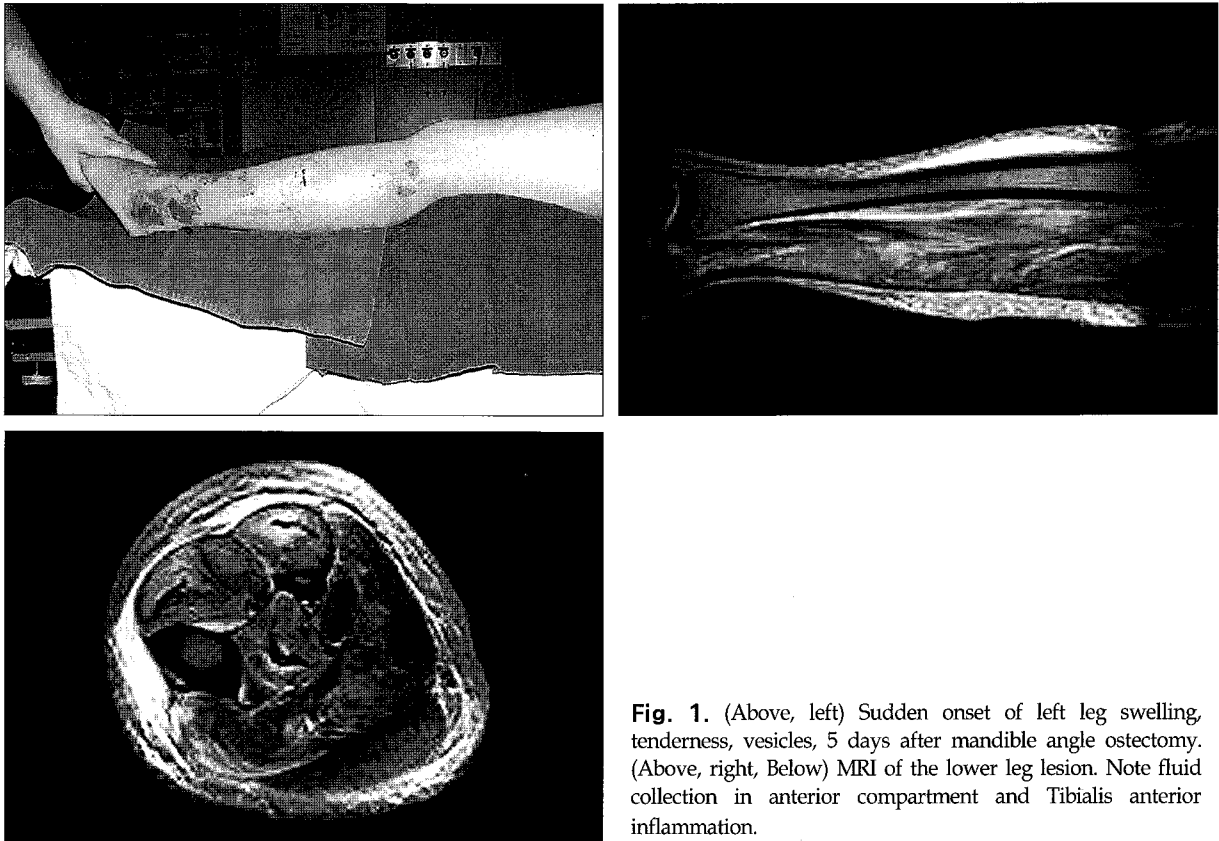 Fig. 1. (Above, left) Sudden onset of left leg swelling,
tenderness, vesicles, 5 days after mandible angle ostectomy.
(Above, right, Below) MRI of the lower leg lesion. Note fluid
collection in anterior compartment and Tibialis anterior
inflammation.